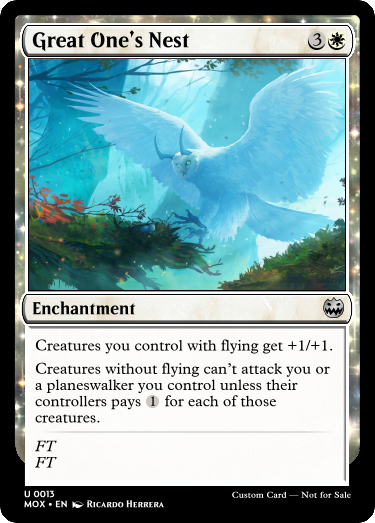 Great One's Nest 3
Enchantment
Creatures you control with flying get +1/+1.
Creatures without flying can't attack you or
a planeswalker you control unless their
controllers pays 1 for each of those
creatures.
FT
FT
U 0013
MOX • EN Ricardo Herrera
Custom Card — Not for Sale